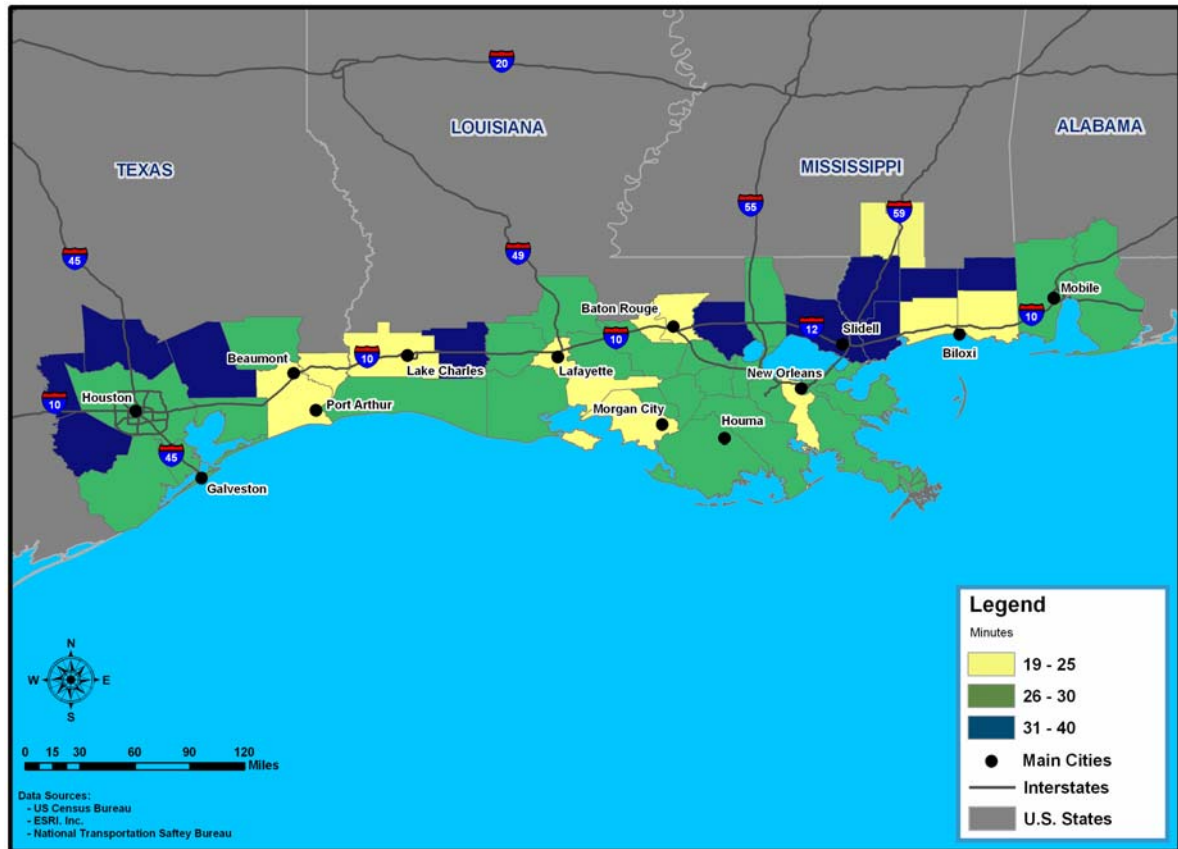 20
LOUISIANA
ALABAMA
TEXAS
MISSISSIPPI
55
59
45
49
Mobile
Baton Rouge
10
12
Slidell
10
Beaumont
10
Biloxi
Lake Charles
Lafayette
New Orleans
Houston
10
Port Arthur
Morgan City
Houma
45
Galveston
Legend
Minutes
19 - 25
26 - 30
31 - 40
Main Cities
Interstates
U.S. States
N
W E
S
0 15 30 60 90 120
Miles
Data Sources:
- US Census Bureau
- ESRI. Inc.
- National Transportation Saftey Bureau
10